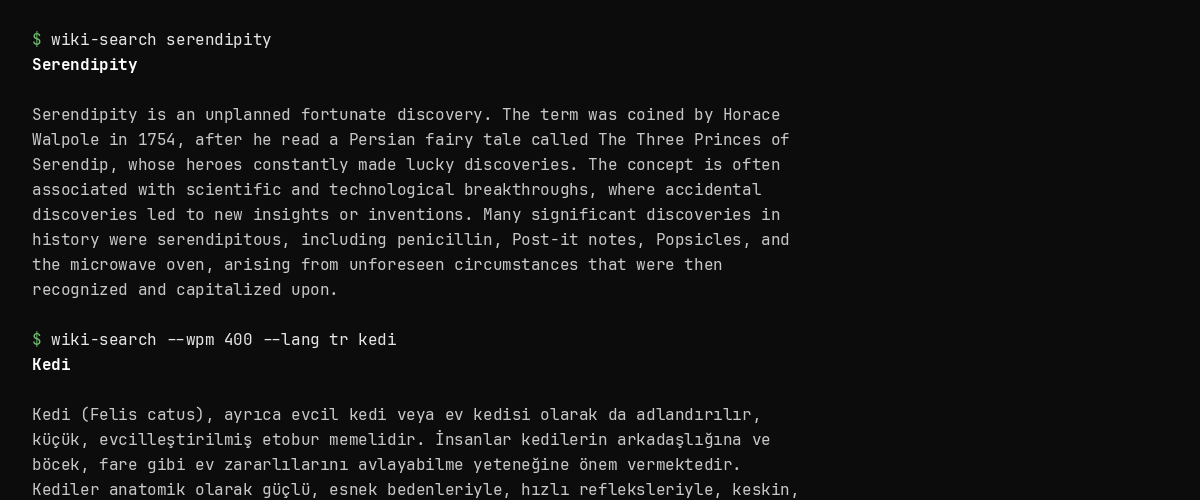 $ wiki-search serendipity
Serendipity
Serendipity is an unplanned fortunate discovery. The term was coined by Horace
Walpole in 1754, after he read a Persian fairy tale called The Three Princes of
Serendip, whose heroes constantly made lucky discoveries. The concept is often
associated with scientific and technological breakthroughs, where accidental
discoveries led to new insights or inventions. Many significant discoveries in
history were serendipitous, including penicillin, Post-it notes, Popsicles, and
the microwave oven, arising from unforeseen circumstances that were then
recognized and capitalized upon.
$ wiki-search --wpm 400 --lang tr kedi
Kedi
Kedi (Felis catus), ayrıca evcil kedi veya ev kedisi olarak da adlandırılır,
küçük, evcilleştirilmiş etobur memelidir. İnsanlar kedilerin arkadaşlığına ve
böcek, fare gibi ev zararlılarını avlayabilme yeteneğine önem vermektedir.
Kediler anatomik olarak güçlü, esnek bedenleriyle, hızlı refleksleriyle, keskin,